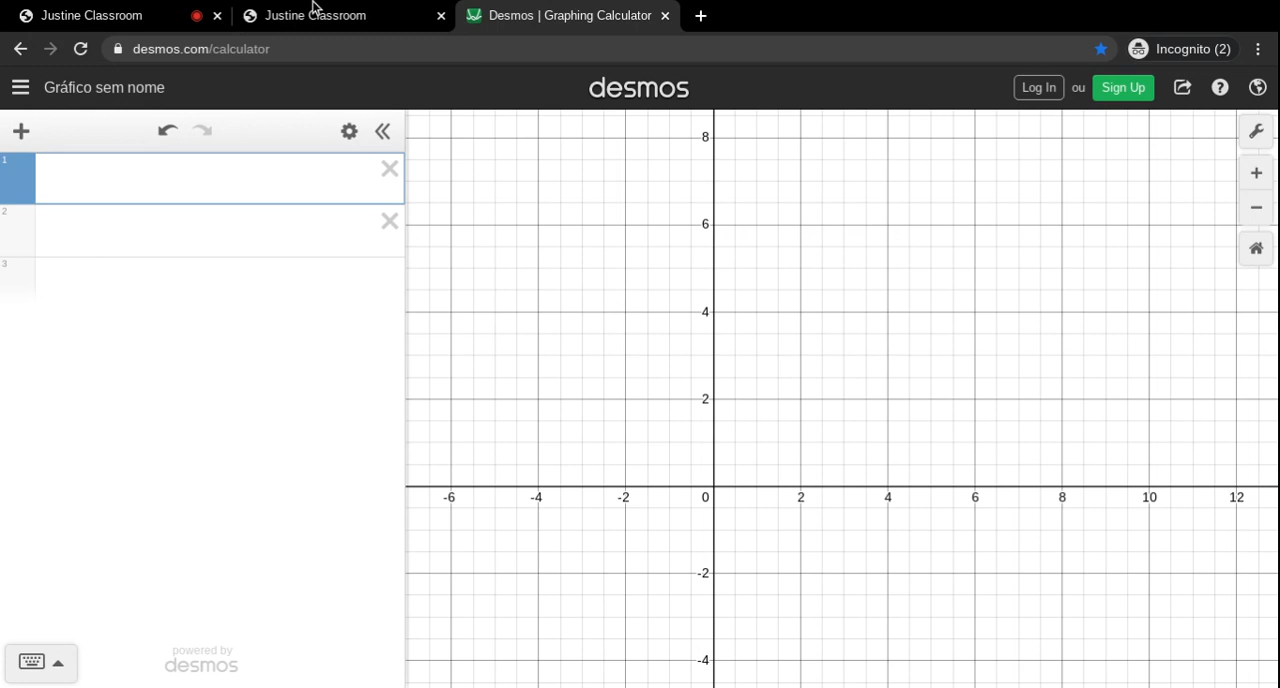 Justine Classroom
Justine Classroom
Desmos | Graphing Calculator
desmos.com/calculator
Incognito (2)
Gráfico sem nome
desmos
Log In
ou
Sign Up
1
2
3
8
6
4
2
-6
-4
-2
0
2
4
6
8
10
12
-2
-4
powered by
desmos